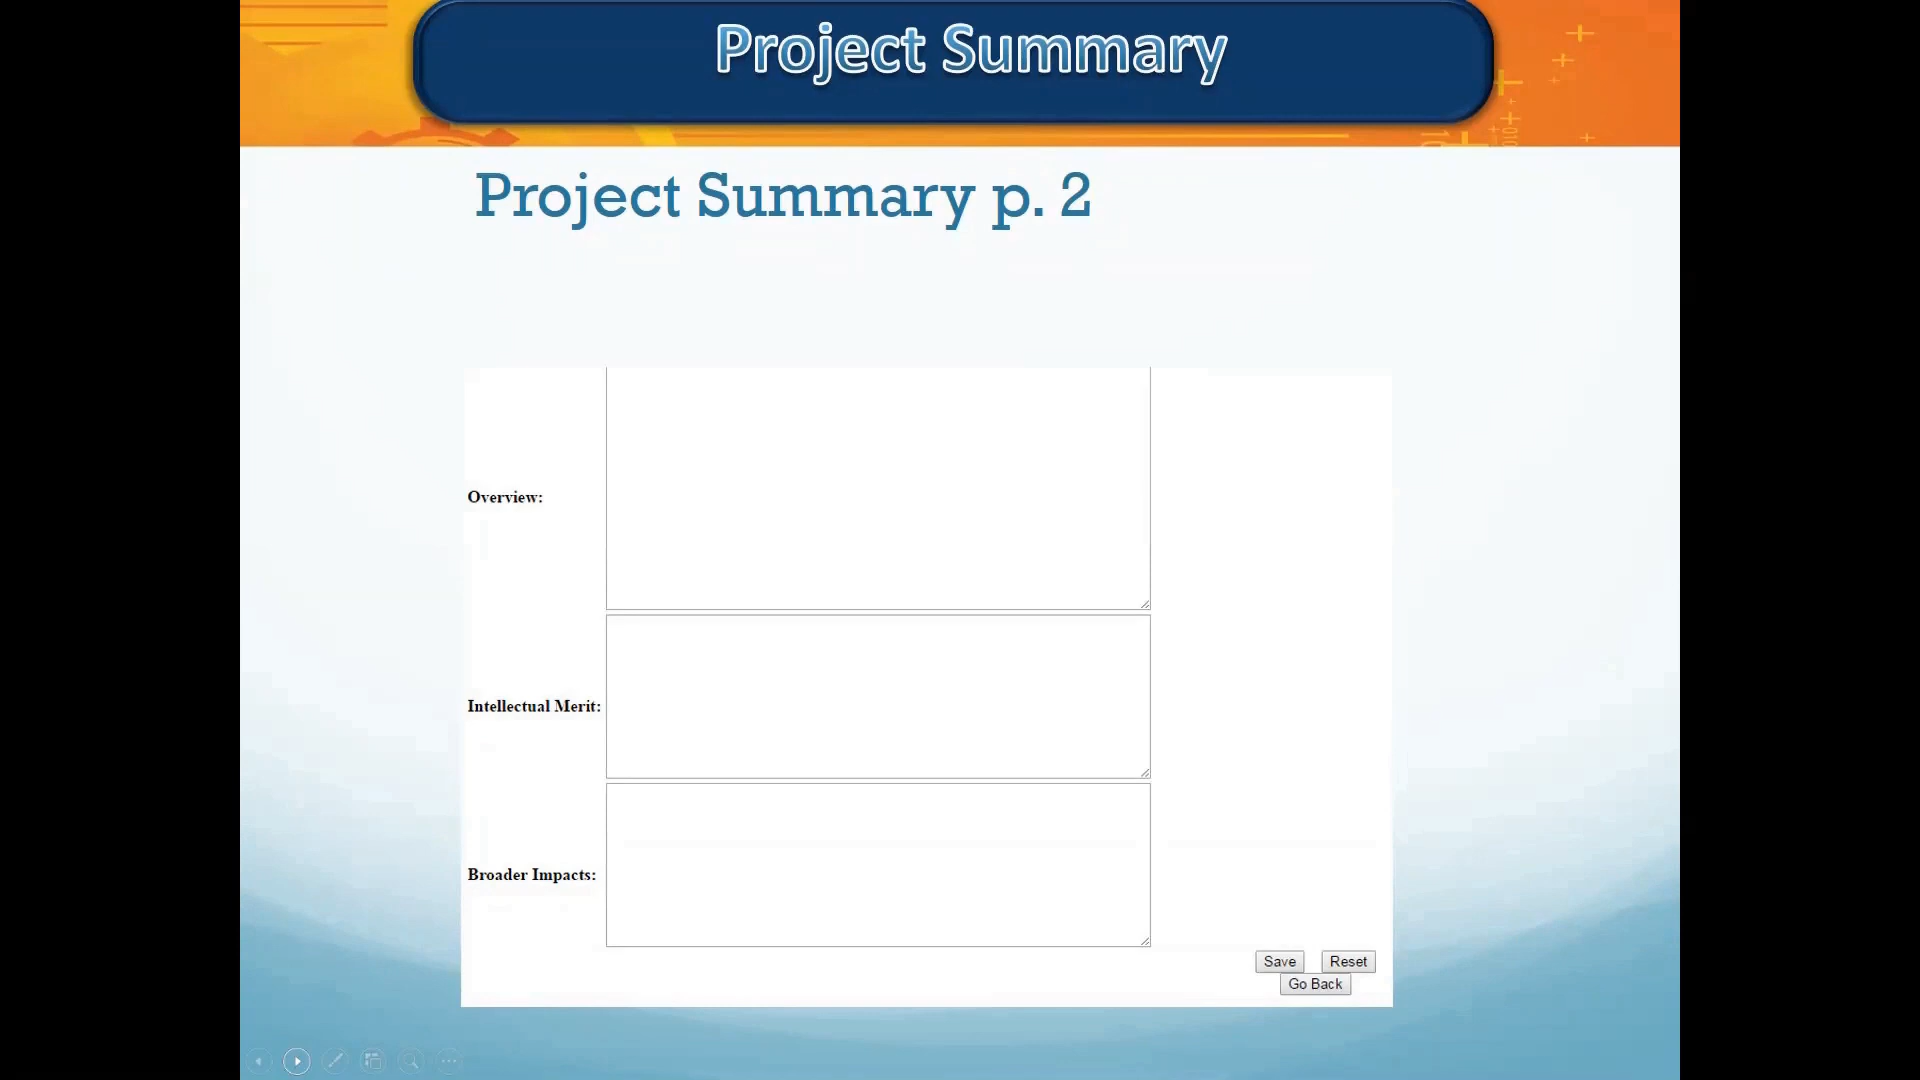 Project Summary
Project Summary p. 2
Overview:
Intellectual Merit:
Broader Impacts:
Save Reset
Go Back